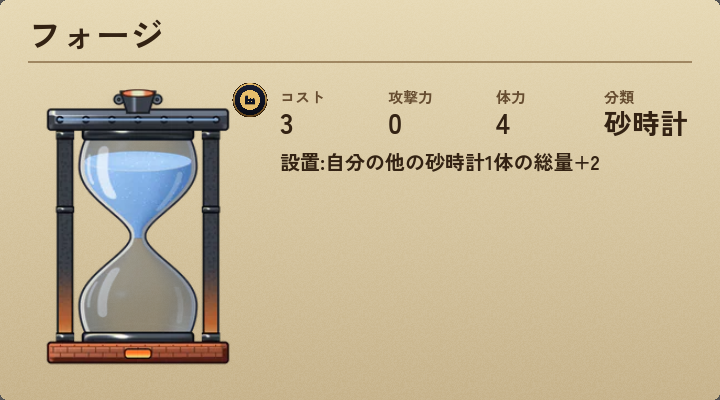 フォージ
コスト 攻撃力 体力 分類
3 0 4 砂時計
設置:自分の他の砂時計1体の総量+2